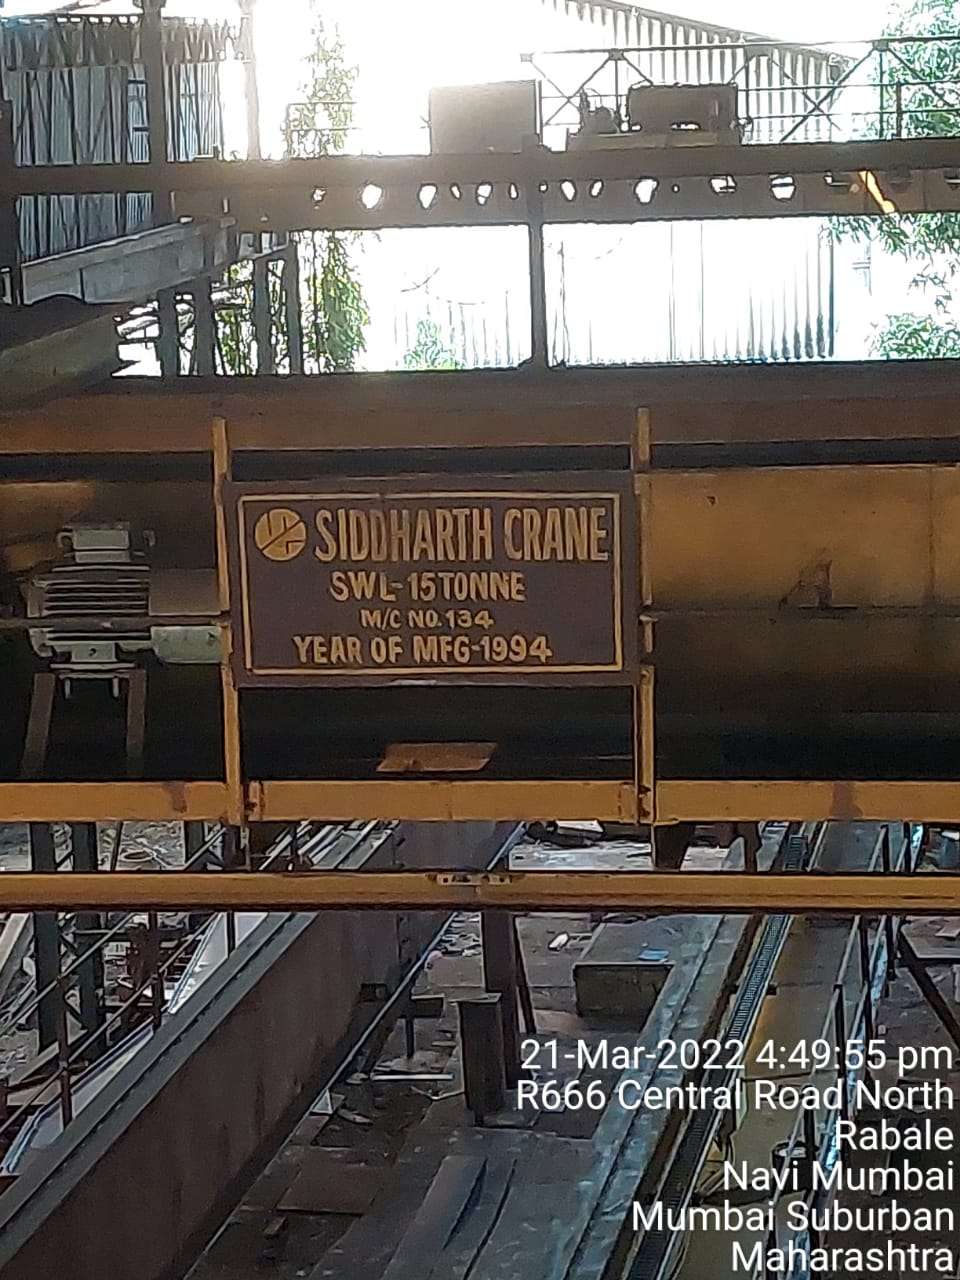 SIDDHARTH CRANE
SWL-15TONNE
M/C NO.134
YEAR OF MFG-1994
21-Mar-2022 4:49:55 pm
R666 Central Road North
Rabale
Navi Mumbai
Mumbai Suburban
Maharashtra